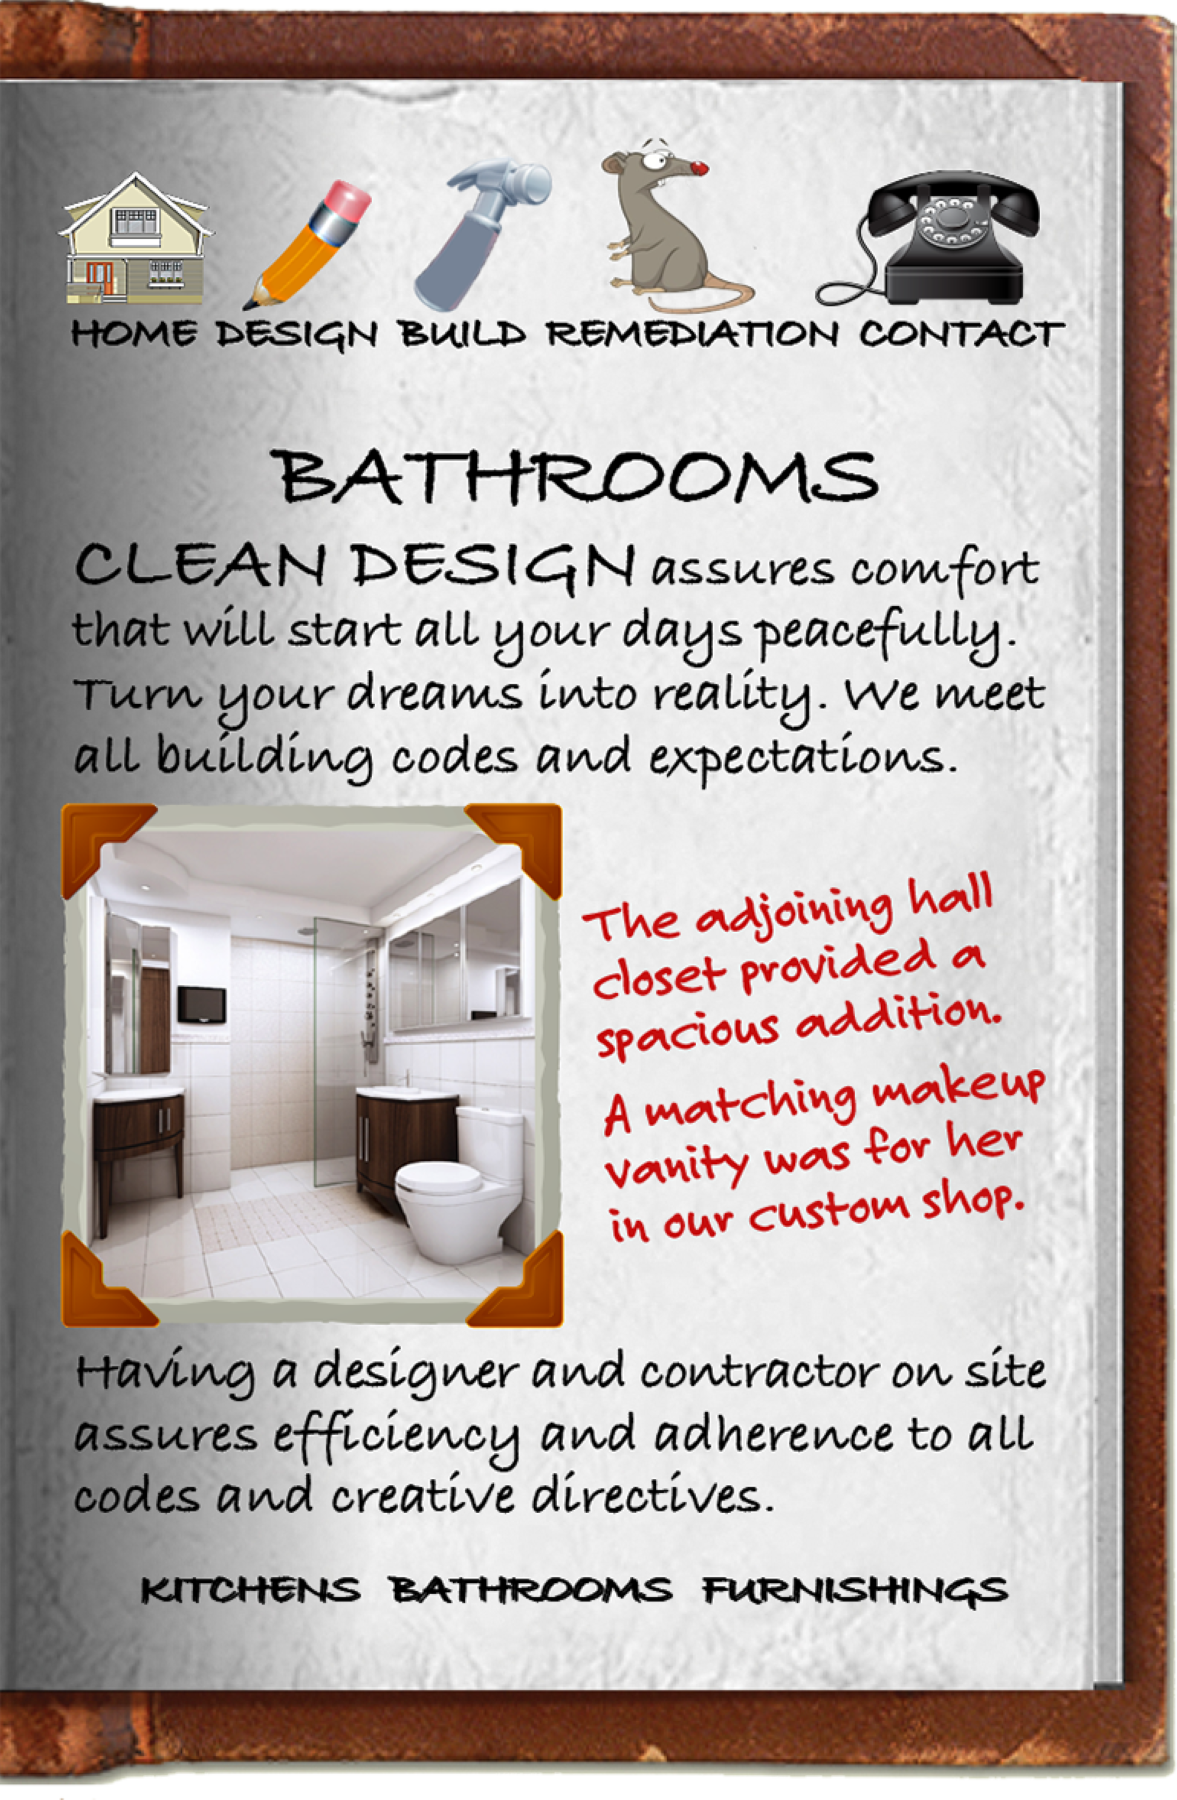 HOME DESIGN BUILD REMEDIATION CONTACT
BATHROOMS
CLEAN DESIGN assures comfort
that will start all your days peacefully.
Turn your dreams into reality. We meet
all building codes and expectations.
The adjoining hall
closet provided a
spacious addition.
A matching makeup
vanity was for her
in our custom shop.
Having a designer and contractor on site
assures efficiency and adherence to all
codes and creative directives.
KITCHENS BATHROOMS FURNISHINGS